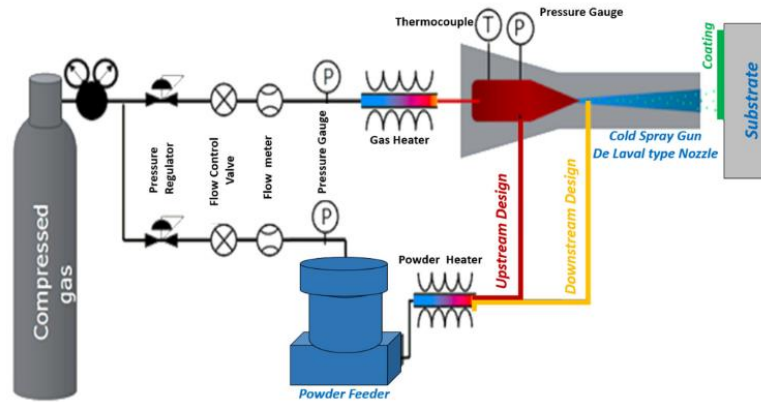 Thermocouple
Pressure Gauge
T
P
P
Gas Heater
Cold Spray Gun
De Laval type Nozzle
Coating
Substrate
Compressed
gas
Pressure
Regulator
Flow Control
Valve
Flow meter
Pressure Gauge
P
Powder Heater
Upstream Design
Downstream Design
Powder Feeder